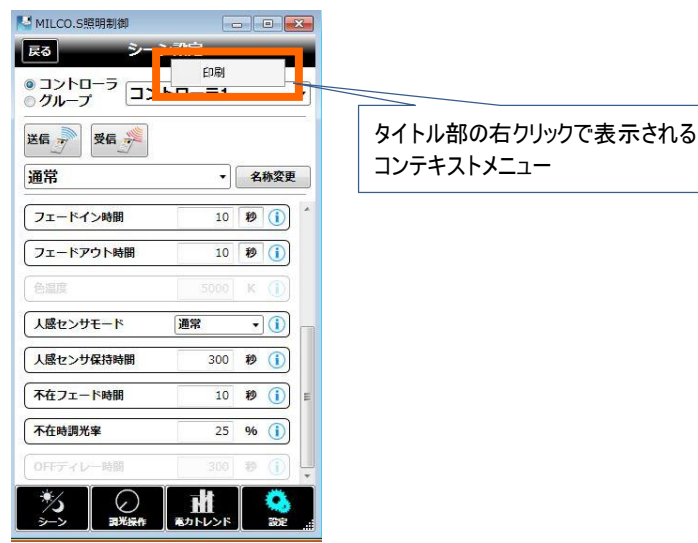 MILCO.S照明制御
戻る
印刷
コントローラ
グループ
送信 受信
通常 名称変更
フェードイン時間 10 秒
フェードアウト時間 10 秒
色温度 5000 K
人感センサモード 通常
人感センサ保持時間 300 秒
不在フェード時間 10 秒
不在時調光率 25 %
OFFディレー時間 300 秒
シーン 調光操作 電力トレンド 設定
タイトル部の右クリックで表示される
コンテキストメニュー